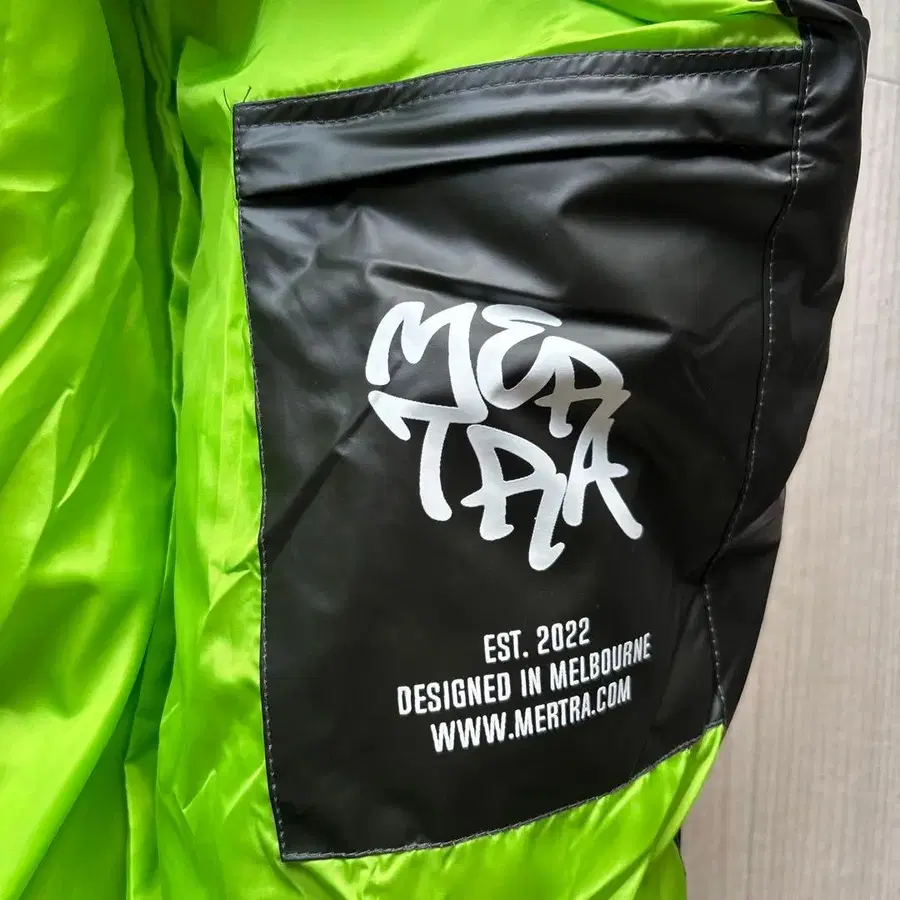 MER
TRA
EST. 2022
DESIGNED IN MELBOURNE
WWW.MERTRA.COM